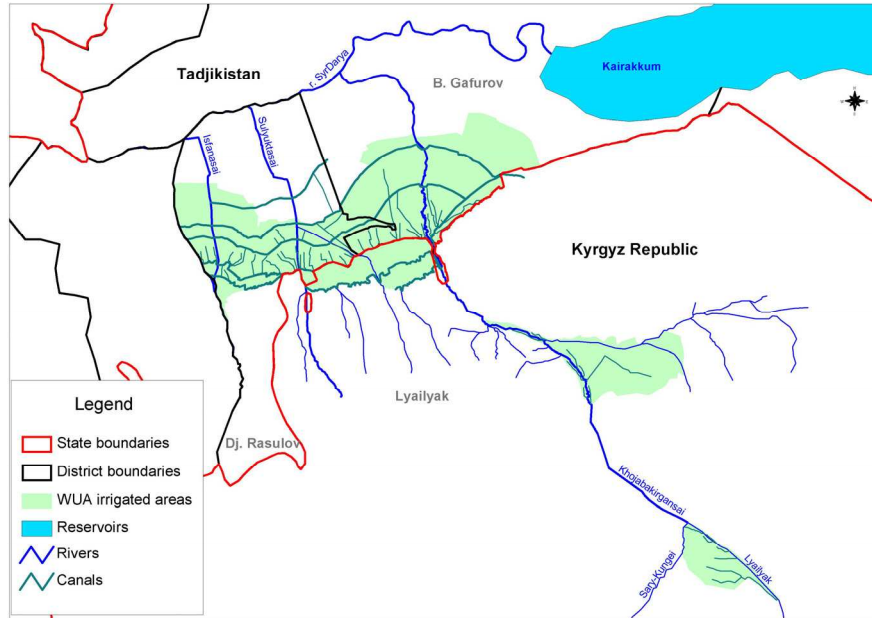 Kairakkum
r. SyrDarya
Tadjikistan
B. Gafurov
Isfanasai
Sulyuktasai
Kyrgyz Republic
Lyailyak
Dj. Rasulov
Khojabakirgansai
Sary-Kungei
Lyailyak
Legend
State boundaries
District boundaries
WUA irrigated areas
Reservoirs
Rivers
Canals